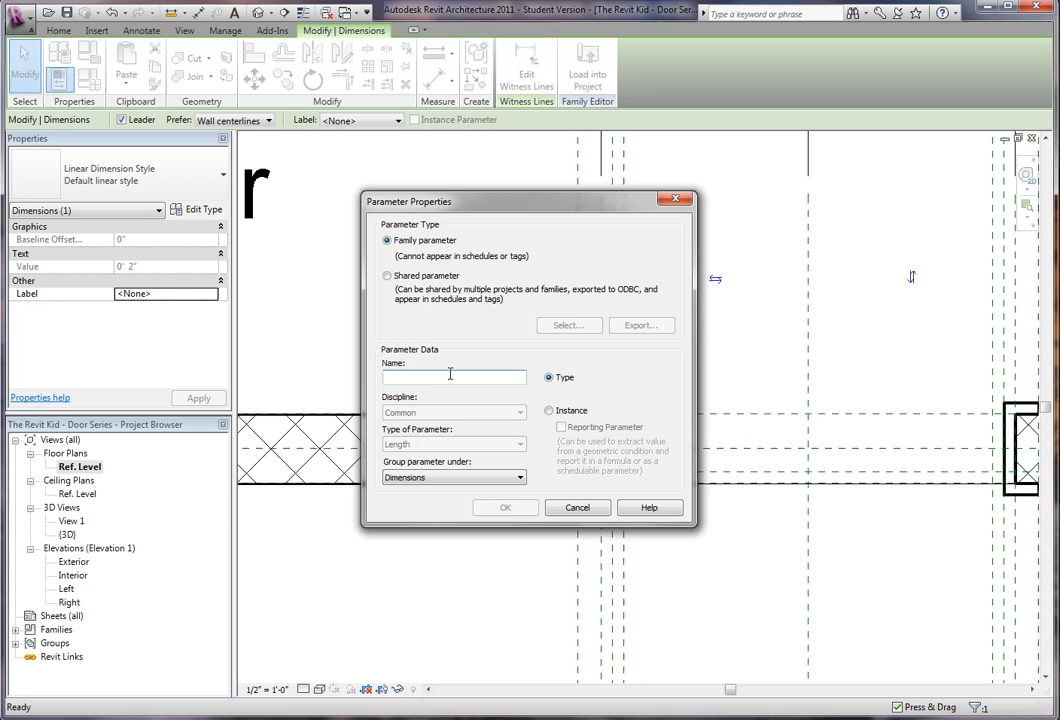 Autodesk Revit Architecture 2011 - Student Version - [The Revit Kid - Door Ser...
Type a keyword or phrase
Home Insert Annotate View Manage Add-Ins Modify | Dimensions
Modify
Paste
Cut
Join
Edit
Witness Lines
Load into
Project
Select Properties Clipboard Geometry Modify Measure Create Witness Lines Family Editor
Modify | Dimensions Leader Prefer: Wall centerlines Label: <None> Instance Parameter
Properties
Linear Dimension Style
Default linear style
Dimensions (1) Edit Type
Graphics
Baseline Offset... 0"
Text
Value 0' 2"
Other
Label <None>
Properties help Apply
The Revit Kid - Door Series - Project Browser
Views (all)
Floor Plans
Ref. Level
Ceiling Plans
Ref. Level
3D Views
View 1
{3D}
Elevations (Elevation 1)
Exterior
Interior
Left
Right
Sheets (all)
Families
Groups
Revit Links
r
Parameter Properties
Parameter Type
Family parameter
(Cannot appear in schedules or tags)
Shared parameter
(Can be shared by multiple projects and families, exported to ODBC, and
appear in schedules and tags)
Select... Export...
Parameter Data
Name:
Type
Discipline:
Common
Instance
Type of Parameter:
Reporting Parameter
Length
(Can be used to extract value
from a geometric condition and
report it in a formula or as a
schedulable parameter)
Group parameter under:
Dimensions
OK Cancel Help
2D
1/2" = 1'-0"
Ready Press & Drag :1